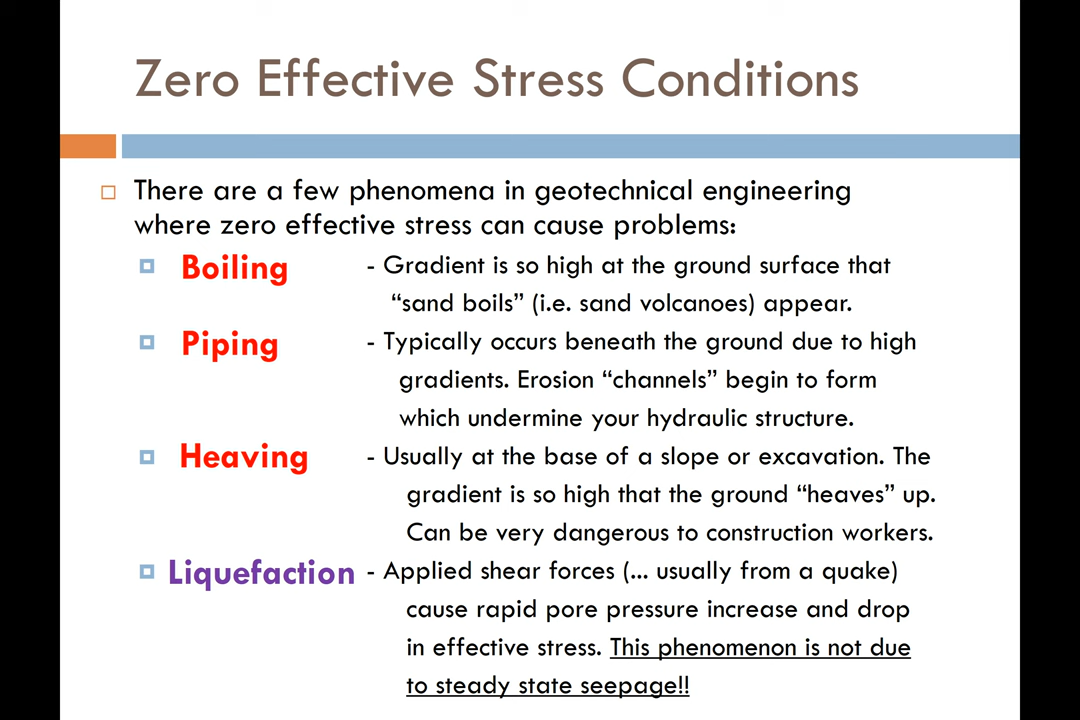 Zero Effective Stress Conditions
There are a few phenomena in geotechnical engineering
where zero effective stress can cause problems:
Boiling - Gradient is so high at the ground surface that
“sand boils” (i.e. sand volcanoes) appear.
Piping - Typically occurs beneath the ground due to high
gradients. Erosion “channels” begin to form
which undermine your hydraulic structure.
Heaving - Usually at the base of a slope or excavation. The
gradient is so high that the ground “heaves” up.
Can be very dangerous to construction workers.
Liquefaction - Applied shear forces (... usually from a quake)
cause rapid pore pressure increase and drop
in effective stress. This phenomenon is not due
to steady state seepage!!